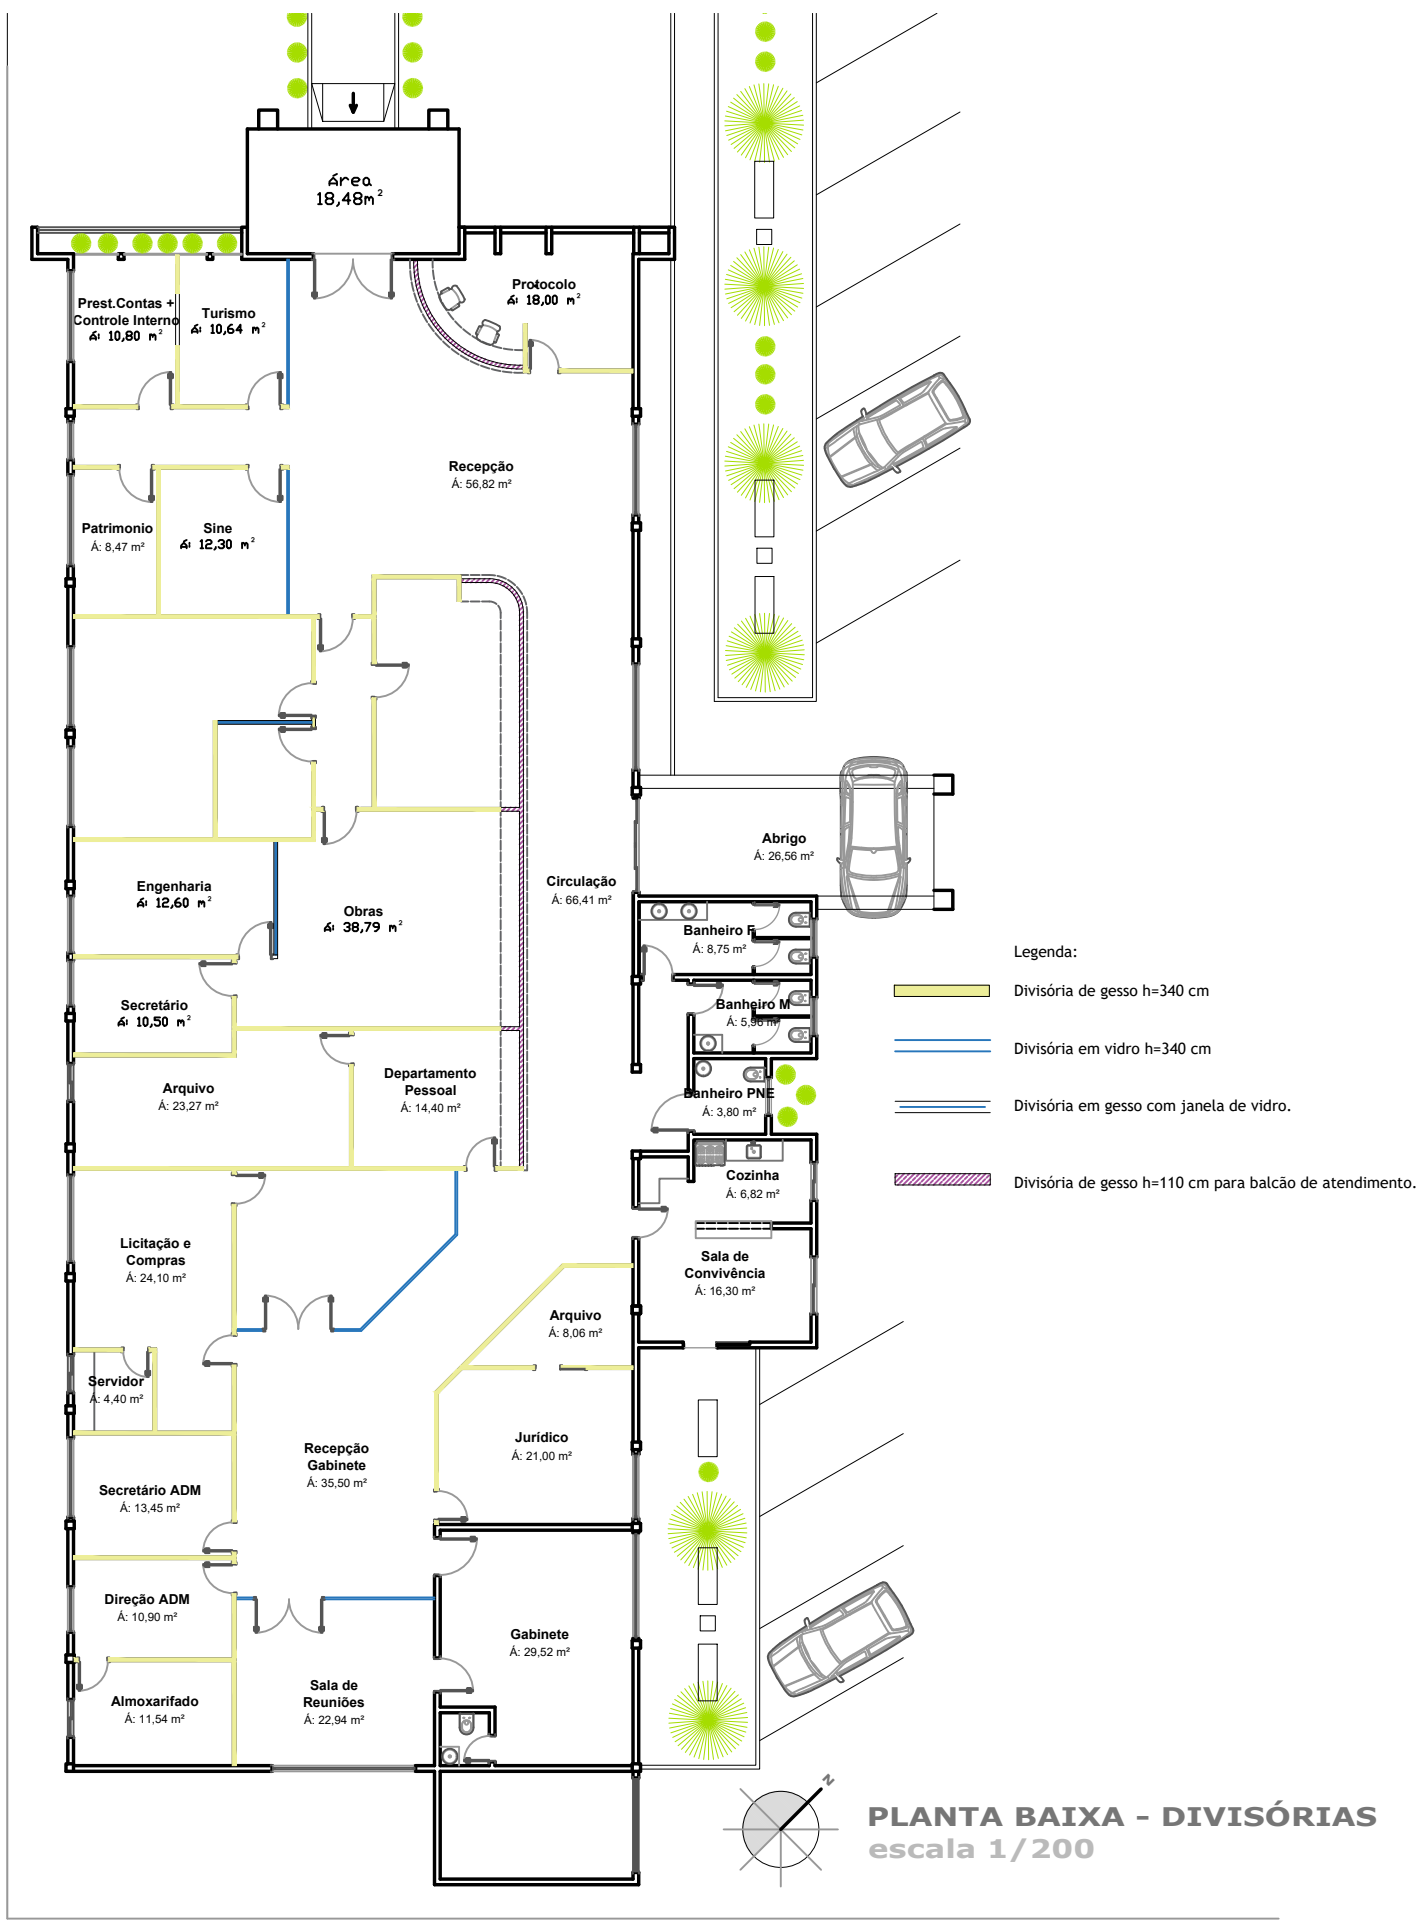 Área
18,48m²
Prest.Contas +
Controle Interno
Á: 10,80 m²
Turismo
Á: 10,64 m²
Protocolo
Á: 18,00 m²
Recepção
Á: 56,82 m²
Patrimonio
Á: 8,47 m²
Sine
Á: 12,30 m²
Abrigo
Á: 26,56 m²
Engenharia
Á: 12,60 m²
Obras
Á: 38,79 m²
Circulação
Á: 66,41 m²
Banheiro F
Á: 8,75 m²
Secretário
Á: 10,50 m²
Banheiro M
Á: 5,96 m²
Arquivo
Á: 23,27 m²
Departamento
Pessoal
Á: 14,40 m²
Banheiro PNE
Á: 3,80 m²
Cozinha
Á: 6,82 m²
Licitação e
Compras
Á: 24,10 m²
Sala de
Convivência
Á: 16,30 m²
Arquivo
Á: 8,06 m²
Servidor
Á: 4,40 m²
Recepção
Gabinete
Á: 35,50 m²
Jurídico
Á: 21,00 m²
Secretário ADM
Á: 13,45 m²
Direção ADM
Á: 10,90 m²
Gabinete
Á: 29,52 m²
Almoxarifado
Á: 11,54 m²
Sala de
Reuniões
Á: 22,94 m²
Legenda:
Divisória de gesso h=340 cm
Divisória em vidro h=340 cm
Divisória em gesso com janela de vidro.
Divisória de gesso h=110 cm para balcão de atendimento.
N
PLANTA BAIXA - DIVISÓRIAS
escala 1/200